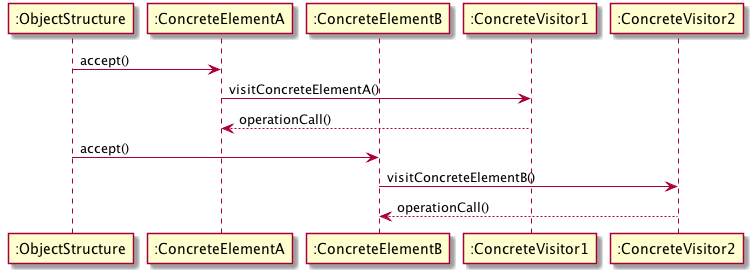 :ObjectStructure :ConcreteElementA :ConcreteElementB :ConcreteVisitor1 :ConcreteVisitor2
accept()
visitConcreteElementA()
operationCall()
accept()
visitConcreteElementB()
operationCall()
:ObjectStructure :ConcreteElementA :ConcreteElementB :ConcreteVisitor1 :ConcreteVisitor2